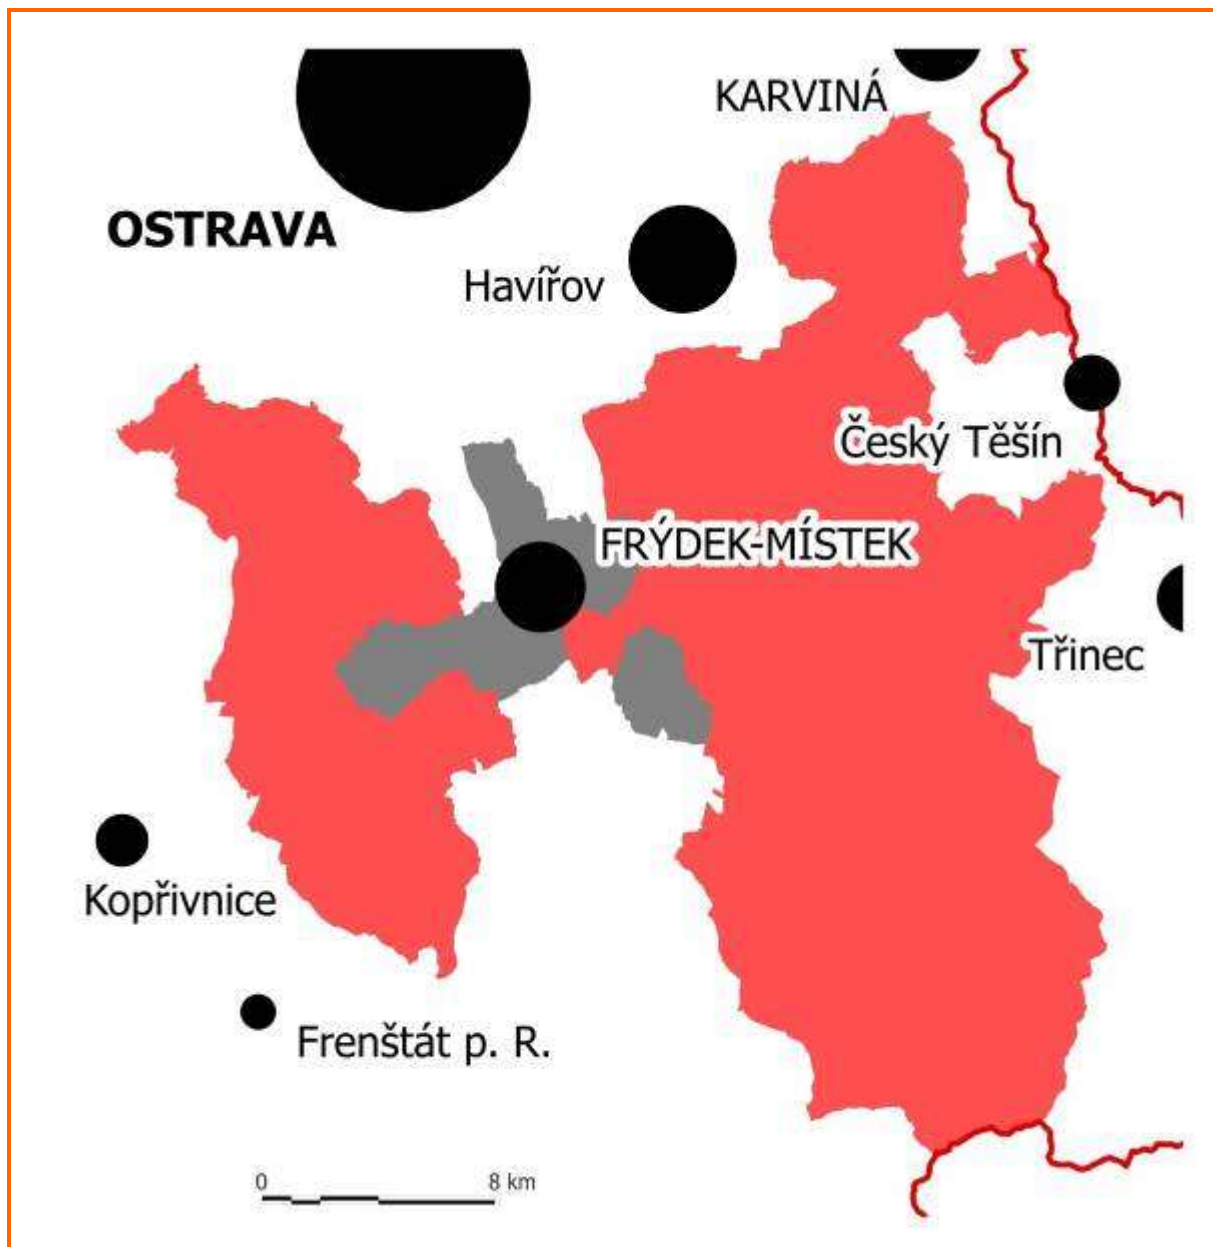 KARVINÁ
OSTRAVA
Havířov
Český Těšín
FRÝDEK-MÍSTEK
Třinec
Kopřivnice
Frenštát p. R.
0 8 km